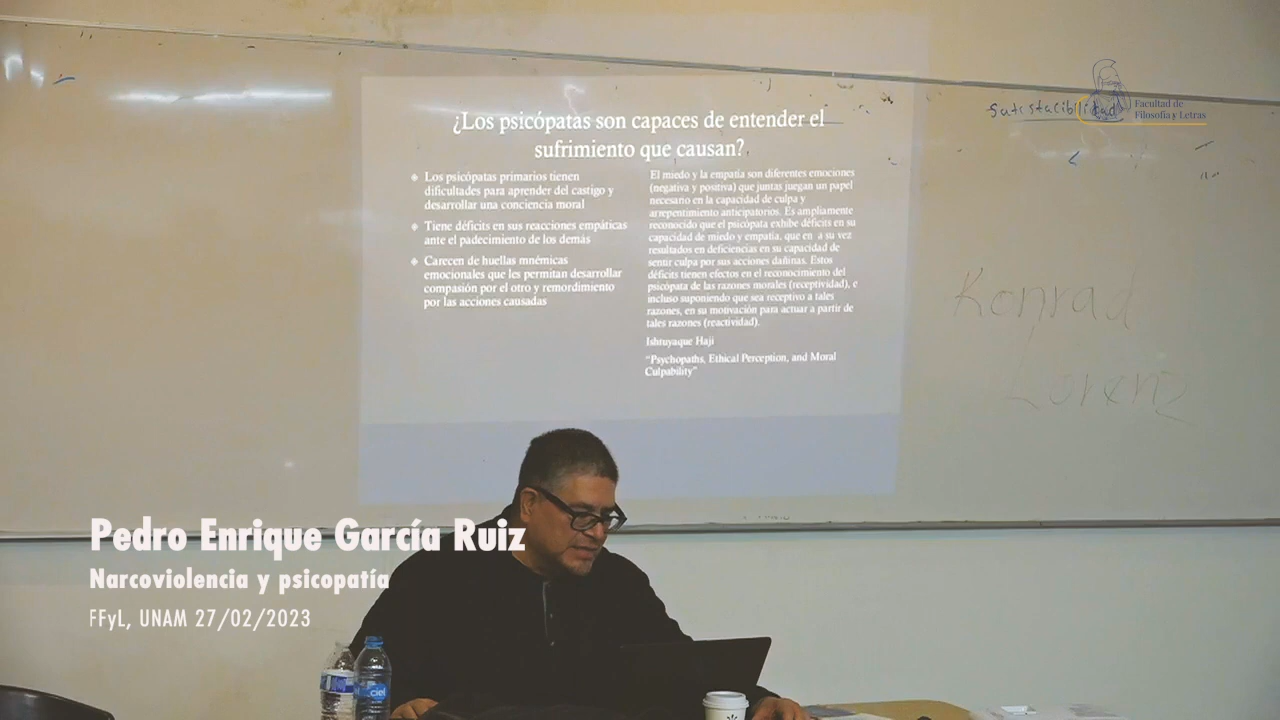 ¿Los psicópatas son capaces de entender el
sufrimiento que causan?
Los psicópatas primarios tienen
dificultades para aprender del castigo y
desarrollar una conciencia moral
Tiene déficits en sus reacciones empáticas
ante el padecimiento de los demás
Carecen de huellas mnémicas
emocionales que les permitan desarrollar
compasión por el otro y remordimiento
por las acciones causadas
El miedo y la empatía son diferentes emociones
(negativa y positiva) que juntas juegan un papel
necesario en la capacidad de culpa y
arrepentimiento anticipatorios. Es ampliamente
reconocido que el psicópata exhibe déficits en su
capacidad de miedo y empatía, que en a su vez
resultados en deficiencias en su capacidad de
sentir culpa por sus acciones dañinas. Estos
déficits tienen efectos en el reconocimiento del
psicópata de las razones morales (receptividad), e
incluso suponiendo que sea receptivo a tales
razones, en su motivación para actuar a partir de
tales razones (reactividad).
Ishtuyaque Haji
"Psychopaths, Ethical Perception, and Moral
Culpability"
Facultad de
Filosofía y Letras
Konrad
Lorenz
Pedro Enrique García Ruiz
Narcoviolencia y psicopatía
FFyL, UNAM 27/02/2023
ciel